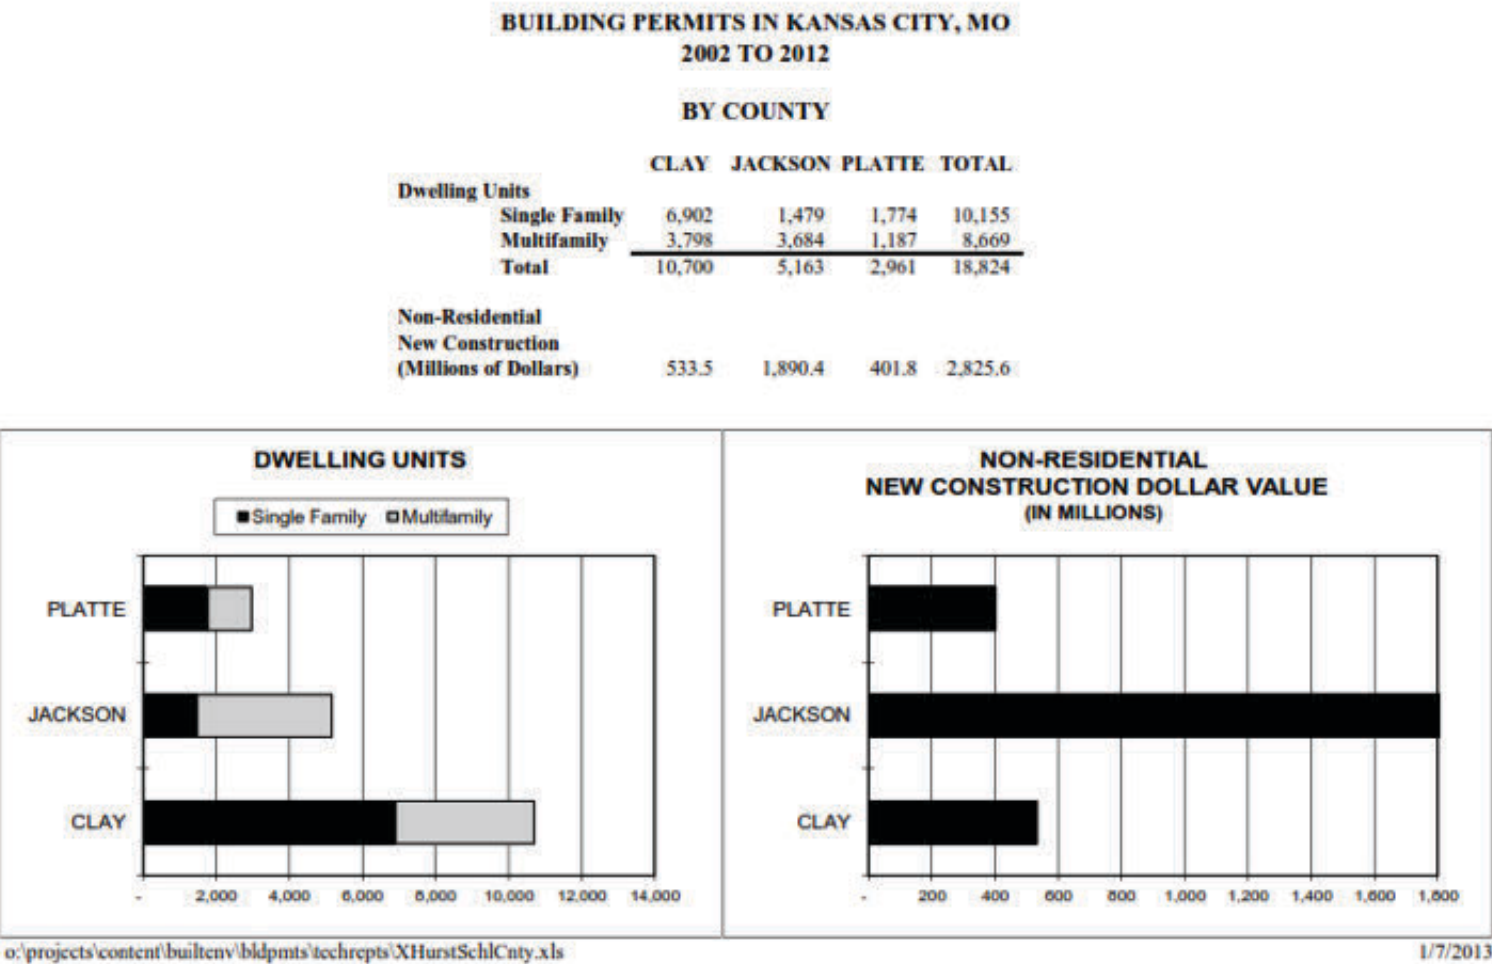 BUILDING PERMITS IN KANSAS CITY, MO
2002 TO 2012
BY COUNTY
CLAY JACKSON PLATTE TOTAL
Dwelling Units
Single Family 6,902 1,479 1,774 10,155
Multifamily 3,798 3,684 1,187 8,669
Total 10,700 5,163 2,961 18,824
Non-Residential
New Construction
(Millions of Dollars) 533.5 1,890.4 401.8 2,825.6
DWELLING UNITS
Single Family Multifamily
PLATTE
JACKSON
CLAY
- 2,000 4,000 6,000 8,000 10,000 12,000 14,000
NON-RESIDENTIAL
NEW CONSTRUCTION DOLLAR VALUE
(IN MILLIONS)
PLATTE
JACKSON
CLAY
- 200 400 600 800 1,000 1,200 1,400 1,600 1,800
o:\projects\content\builtenv\bldpmts\techrepts\XHurstSchlCnty.xls
1/7/2013